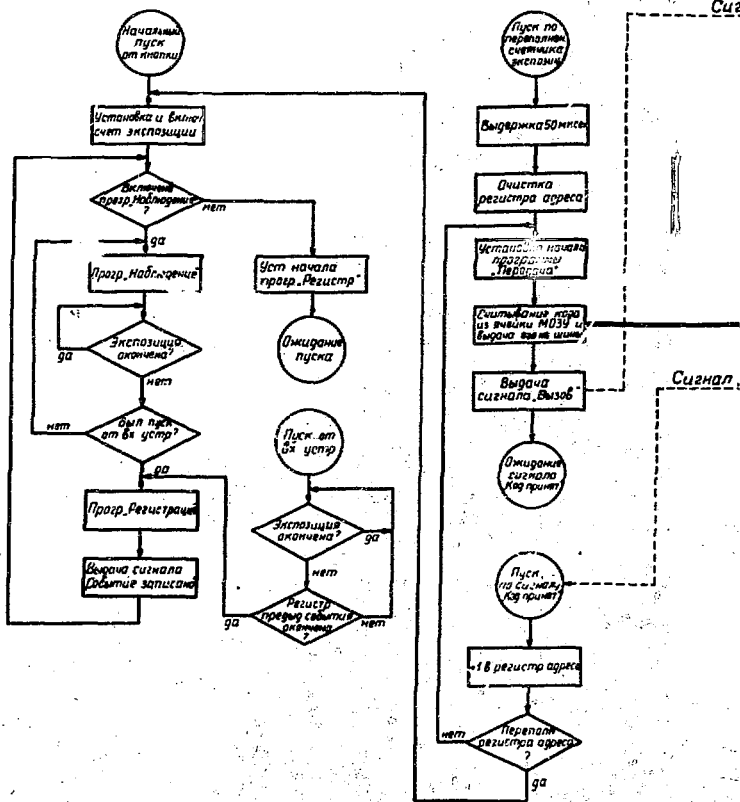 Сиг
Начальный
пуск
от кнопки
Установка и включ
счет экспозиции
Включена
прогр„Наблюдение"
?
нет
да
Прогр„Наблюдение"
Экспозиция
окончена?
да
нет
Был пуск
от вх устр?
нет
да
Прогр„Регистрация
Выдача сигнала
Событие записано
Уст начала
прогр„Регистр"
Ожидание
пуска
Пуск от
вх устр
Экспозиция
окончена?
да
нет
Регистр
предыд события
окончена
?
да
нет
Пуск по
переполнен
счетчика
экспозиц
Выдержка 50 мксек
Очистка
регистра адреса
Установка начала
программы
„Передача"
Считывание кода
из ячейки МОЗУ и
выдача на шины
Выдача
сигнала „Вызов"
Ожидание
сигнала
Код принят
Сигнал
Пуск
по сигналу
Код принят
+1 в регистр адреса
Переполн
регистра адреса
?
нет
да